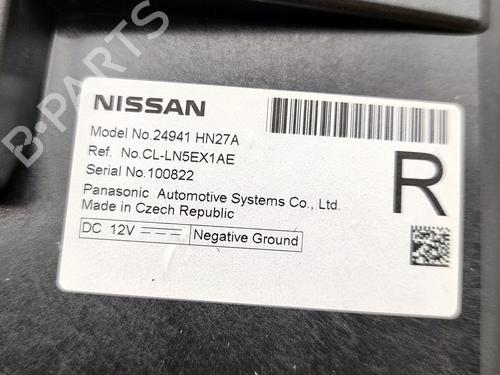 B-PARTS
NISSAN
Model No.24941 HN27A
Ref. No.CL-LN5EX1AE
Serial No.100822
Panasonic Automotive Systems Co., Ltd.
Made in Czech Republic
DC 12V Negative Ground
R